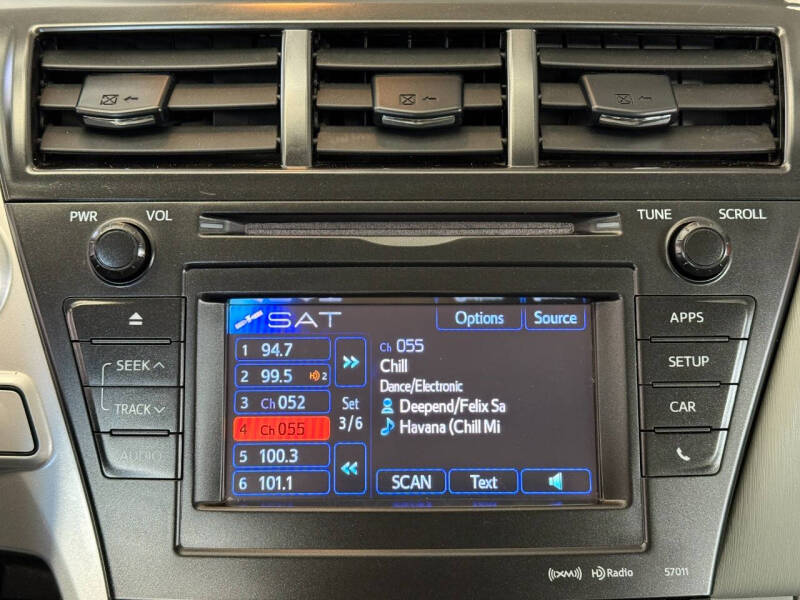 PWR VOL
TUNE SCROLL
SAT
Options Source
1 94.7
2 99.5 HD 2
3 Ch 052
4 Ch 055
5 100.3
6 101.1
Set
3/6
Ch 055
Chill
Dance/Electronic
Deepend/Felix Sa
Havana (Chill Mi
SCAN Text
SEEK
TRACK
AUDIO
APPS
SETUP
CAR
((XM)) HD Radio 57011